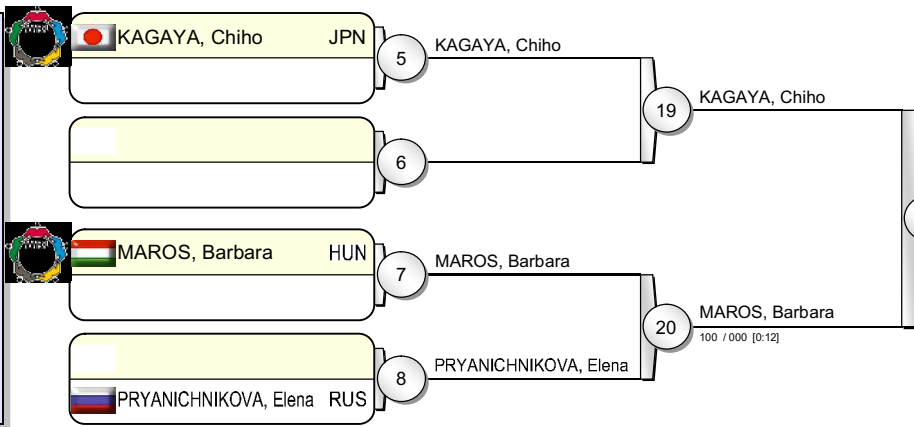 KAGAYA, Chiho JPN
5
KAGAYA, Chiho
19
KAGAYA, Chiho
6
MAROS, Barbara HUN
7
MAROS, Barbara
20
MAROS, Barbara
100 / 000 [0:12]
8
PRYANICHNIKOVA, Elena
PRYANICHNIKOVA, Elena RUS